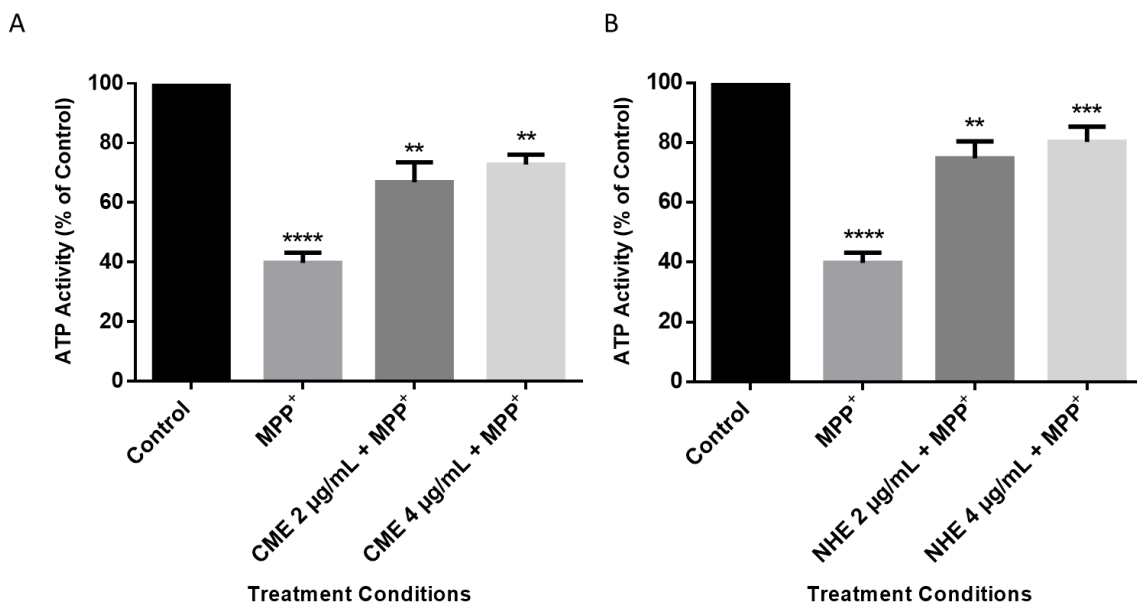 A
ATP Activity (% of Control)
100
80
60
40
20
0
****
**
**
Control
MPP⁺
CME 2 µg/mL + MPP⁺
CME 4 µg/mL + MPP⁺
Treatment Conditions
B
ATP Activity (% of Control)
100
80
60
40
20
0
****
**
***
Control
MPP⁺
NHE 2 µg/mL + MPP⁺
NHE 4 µg/mL + MPP⁺
Treatment Conditions